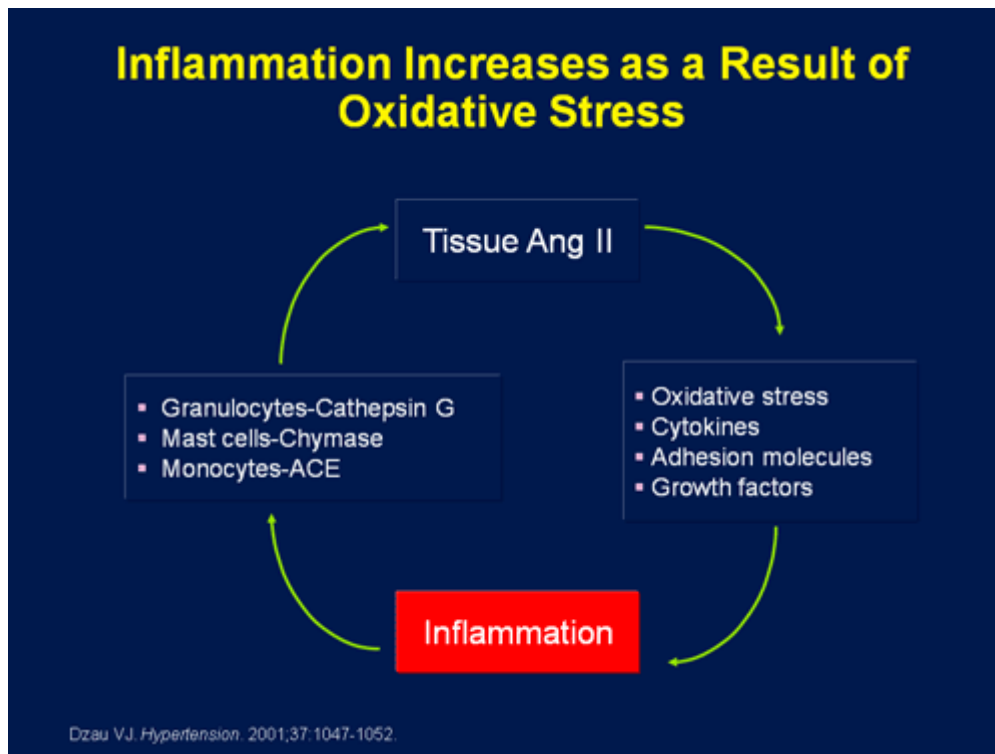 Inflammation Increases as a Result of
Oxidative Stress
Tissue Ang II
▪ Granulocytes-Cathepsin G
▪ Mast cells-Chymase
▪ Monocytes-ACE
▪ Oxidative stress
▪ Cytokines
▪ Adhesion molecules
▪ Growth factors
Inflammation
Dzau VJ. Hypertension. 2001;37:1047-1052.